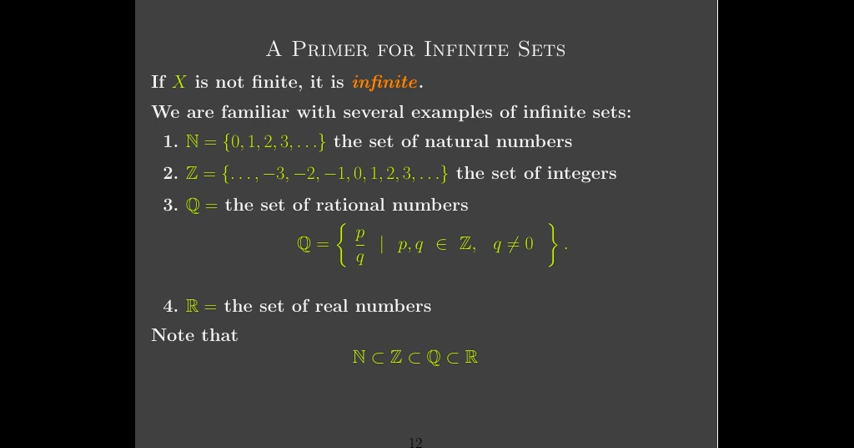 A Primer for Infinite Sets
If X is not finite, it is infinite.
We are familiar with several examples of infinite sets:
1. ℕ = {0, 1, 2, 3, . . .} the set of natural numbers
2. ℤ = {. . . , −3, −2, −1, 0, 1, 2, 3, . . .} the set of integers
3. ℚ = the set of rational numbers
ℚ = { p/q | p, q ∈ ℤ, q ≠ 0 } .
4. ℝ = the set of real numbers
Note that
ℕ ⊂ ℤ ⊂ ℚ ⊂ ℝ
12